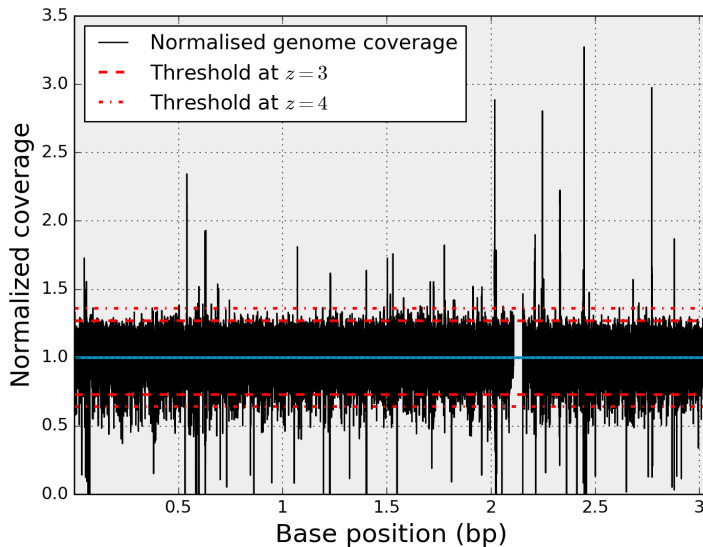 3.5
Normalised genome coverage
Threshold at z = 3
Threshold at z = 4
3.0
2.5
2.0
1.5
1.0
0.5
0.0
Normalized coverage
0.5 1 1.5 2 2.5 3
Base position (bp)